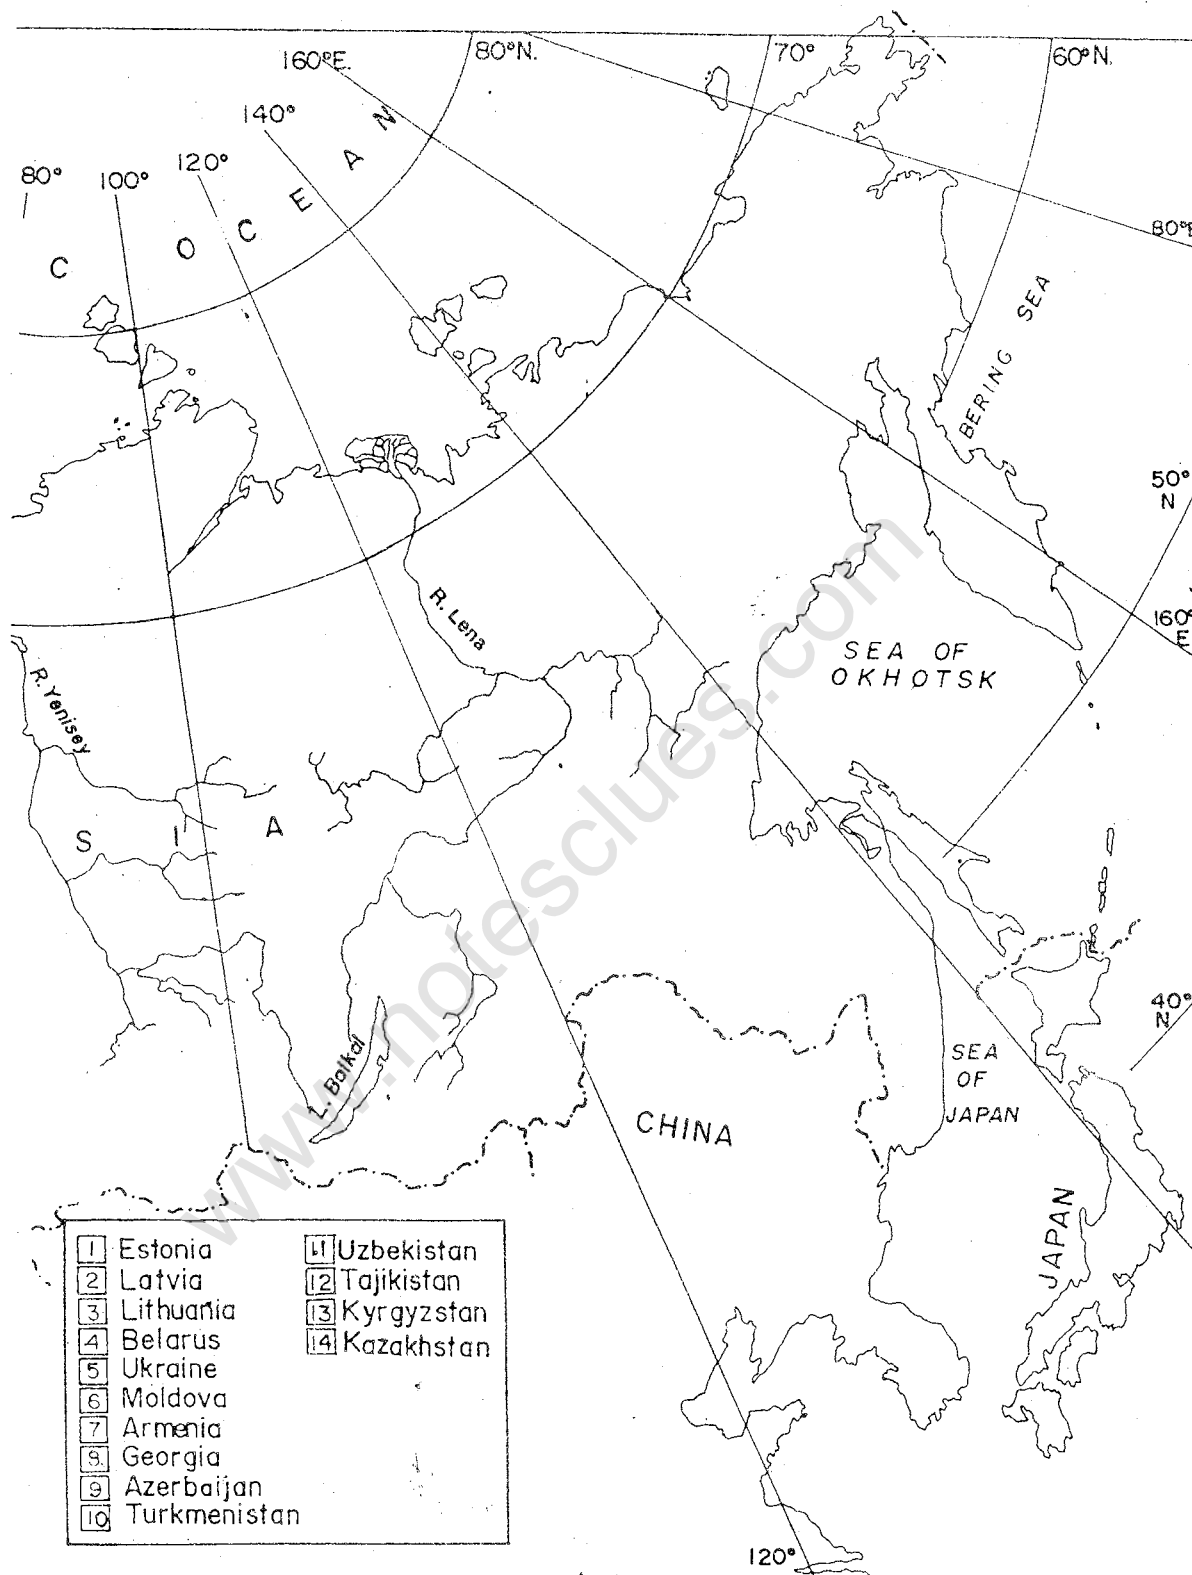 160°E.
80°N.
70°
60°N.
140°
120°
100°
80°
C OCEAN
80°E
BERING SEA
50°
N
160°
E
R. Lena
SEA OF
OKHOTSK
R. Yenisey
S I A
40°
N
SEA
OF
JAPAN
L. Baikal
CHINA
JAPAN
1 Estonia
2 Latvia
3 Lithuania
4 Belarus
5 Ukraine
6 Moldova
7 Armenia
8. Georgia
9 Azerbaijan
10 Turkmenistan
11 Uzbekistan
12 Tajikistan
13 Kyrgyzstan
14 Kazakhstan
120°
www.notesclues.com